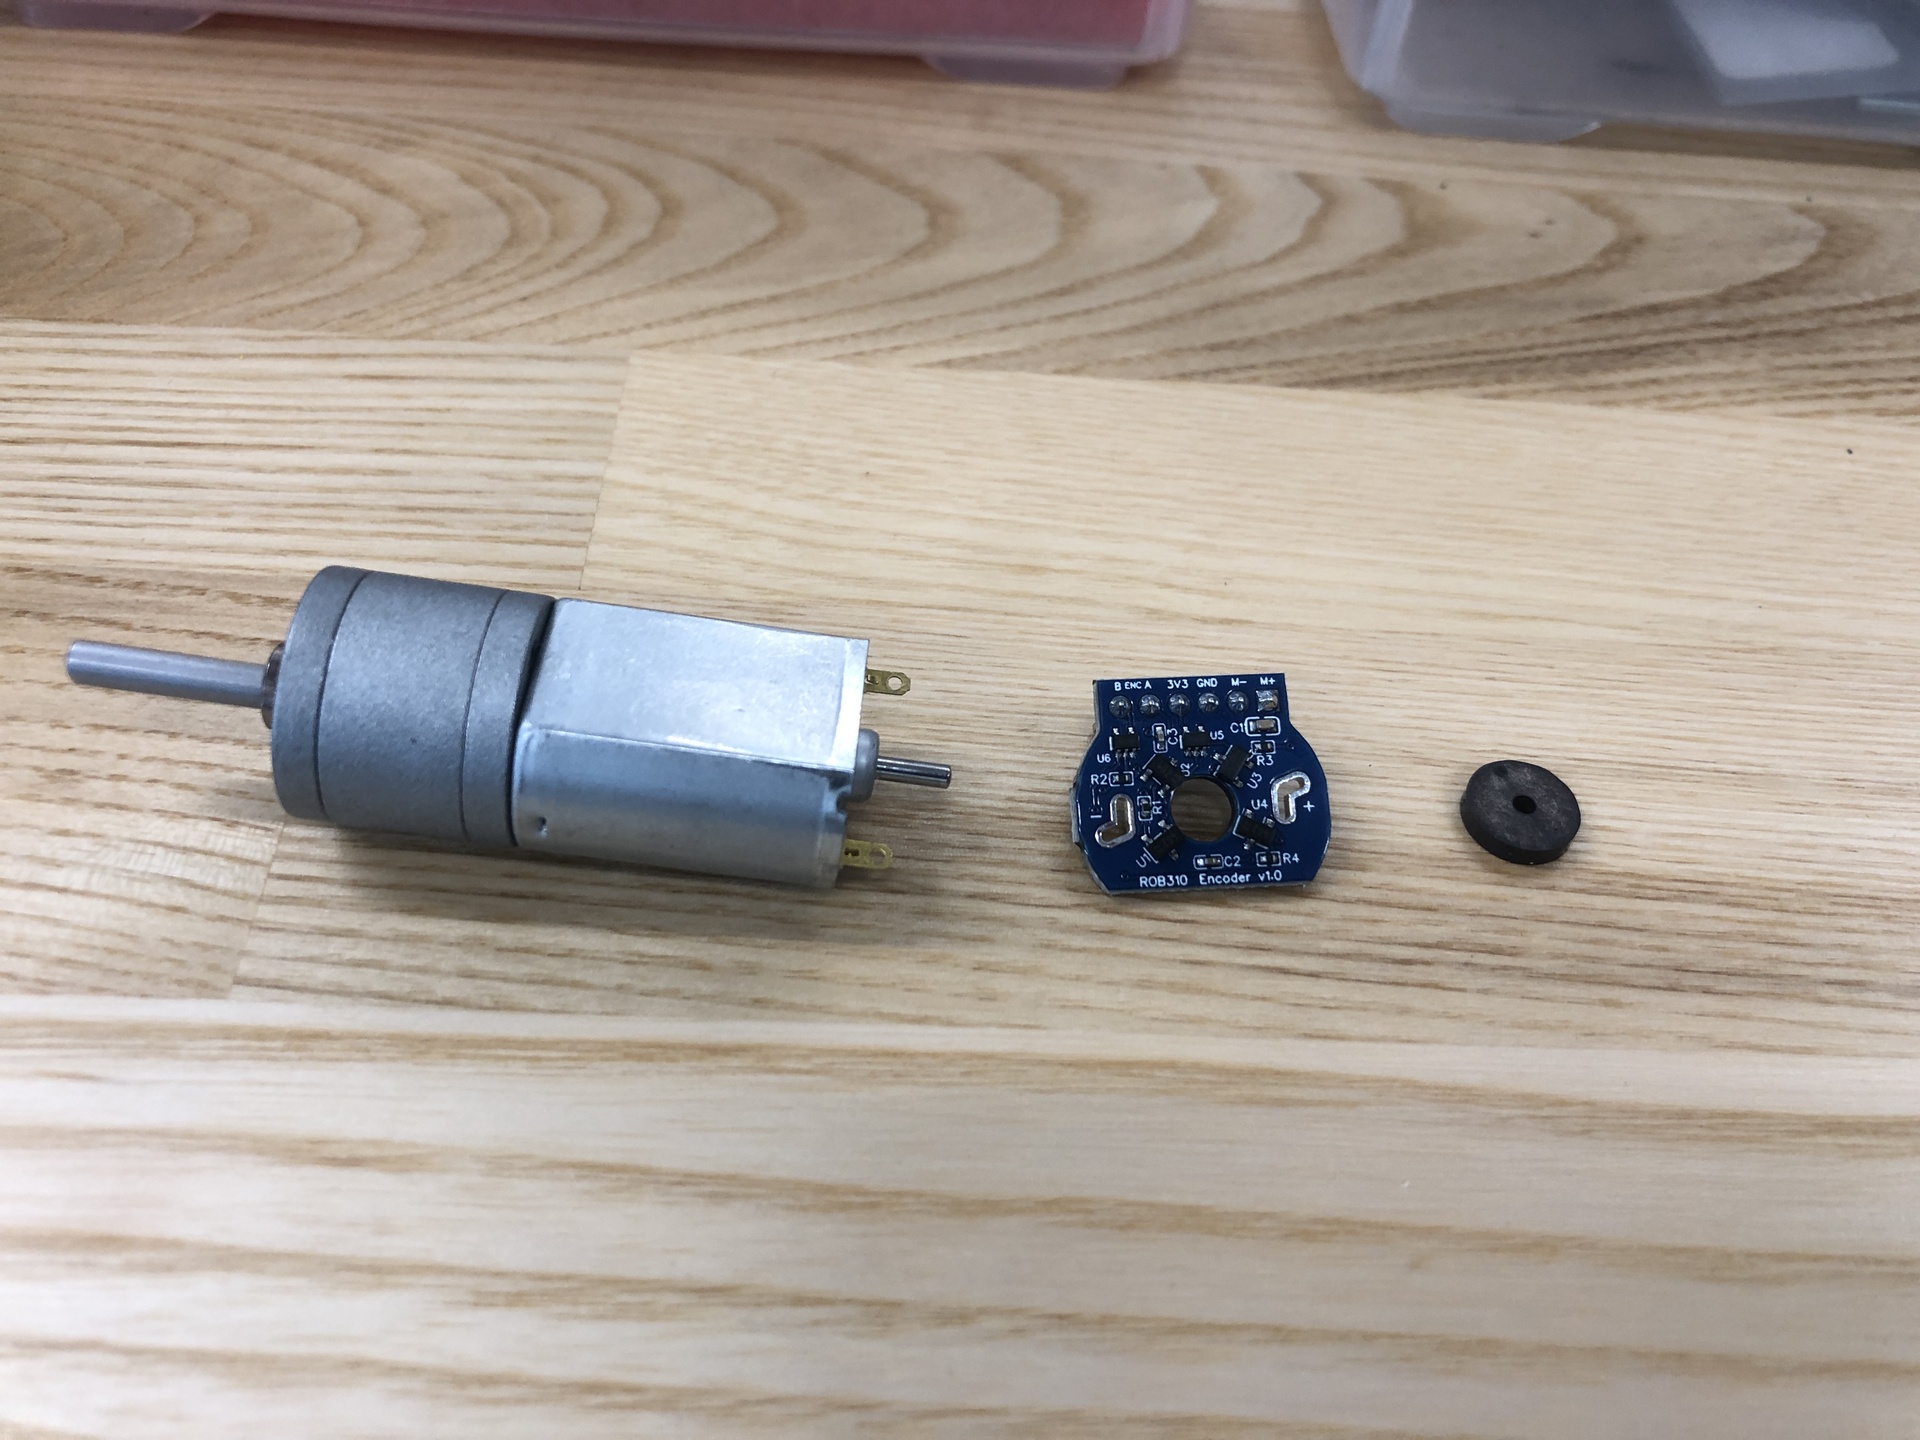 B ENC A 3V3 GND M- M+
C3 U5 C1
U6 U2 R3
R2 U3
- R1 U4 +
U1 C2 R4
ROB310 Encoder v1.0